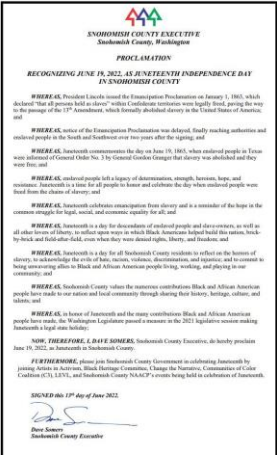 SNOHOMISH COUNTY EXECUTIVE
Snohomish County, Washington
PROCLAMATION
RECOGNIZING JUNE 19, 2022, AS JUNETEENTH INDEPENDENCE DAY
IN SNOHOMISH COUNTY
WHEREAS, President Lincoln issued the Emancipation Proclamation on January 1, 1863, which
declared "that all persons held as slaves" within Confederate territories were legally freed, paving the way
to the passage of the 13th Amendment, which formally abolished slavery in the United States of America;
and
WHEREAS, notice of the Emancipation Proclamation was delayed, finally reaching authorities and
enslaved people in the South and Southwest over two years after the signing; and
WHEREAS, Juneteenth commemorates the day on June 19, 1865, when enslaved people in Texas
were informed of General Order No. 3 by General Gordon Granger that slavery was abolished and they
were free; and
WHEREAS, enslaved people left a legacy of determination, strength, heroism, hope, and
resistance. Juneteenth is a time for all people to honor and celebrate the day when enslaved people were
freed from the chains of slavery; and
WHEREAS, Juneteenth celebrates emancipation from slavery and is a reminder of the hope in the
common struggle for legal, social, and economic equality for all; and
WHEREAS, Juneteenth is a day for descendants of enslaved people and slave-owners, as well as
all other lovers of liberty, to reflect upon ways in which Black Americans helped build this nation, brick-
by-brick and field-after-field, even when they were denied rights, liberty, and freedom; and
WHEREAS, Juneteenth is a day for all Snohomish County residents to reflect on the horrors of
slavery, to acknowledge the evils of hate, racism, violence, discrimination, and injustice; and to commit to
being unwavering allies to Black and African American people living, working, and playing in our
community; and
WHEREAS, Snohomish County values the numerous contributions Black and African American
people have made to our nation and local community through sharing their history, heritage, culture, and
talents; and
WHEREAS, in honor of Juneteenth and the many contributions Black and African American
people have made, the Washington Legislature passed a measure in the 2021 legislative session making
Juneteenth a legal state holiday;
NOW, THEREFORE, I, DAVE SOMERS, Snohomish County Executive, do hereby proclaim
June 19, 2022, as Juneteenth in Snohomish County.
FURTHERMORE, please join Snohomish County Government in celebrating Juneteenth by
joining Artists in Activism, Black Heritage Committee, Change the Narrative, Communities of Color
Coalition (C3), LEVL, and Snohomish County NAACP's events being held in celebration of Juneteenth.
SIGNED this 13th day of June 2022.
Dave Somers
Dave Somers
Snohomish County Executive